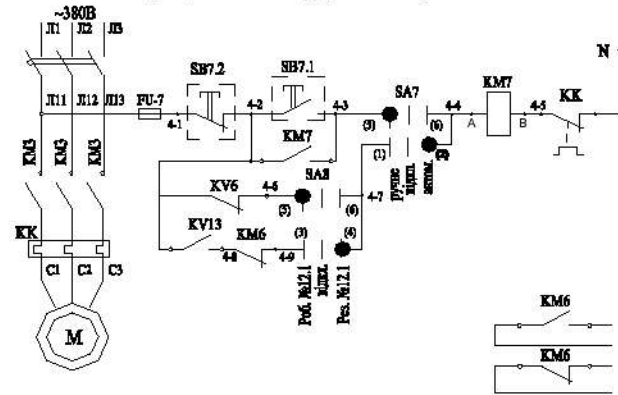 ~380В
Л1 Л2 Л3
N
SB7.2 SB7.1
SA7 KM7
FU-7
KK
Л11 Л12 Л13
4-1 4-2 4-3 4-4 4-5
A B
(5) (6)
KM3 KM3 KM3
KM7
(1) (2)
ручне
відкл.
автом.
KV6 4-6 SA8 4-7
(5) (6)
KV13 KM6 (3) (4)
4-8 4-9
KK
C1 C2 C3
Роб. №12.1
відкл.
Рез. №12.1
M
KM6
KM6